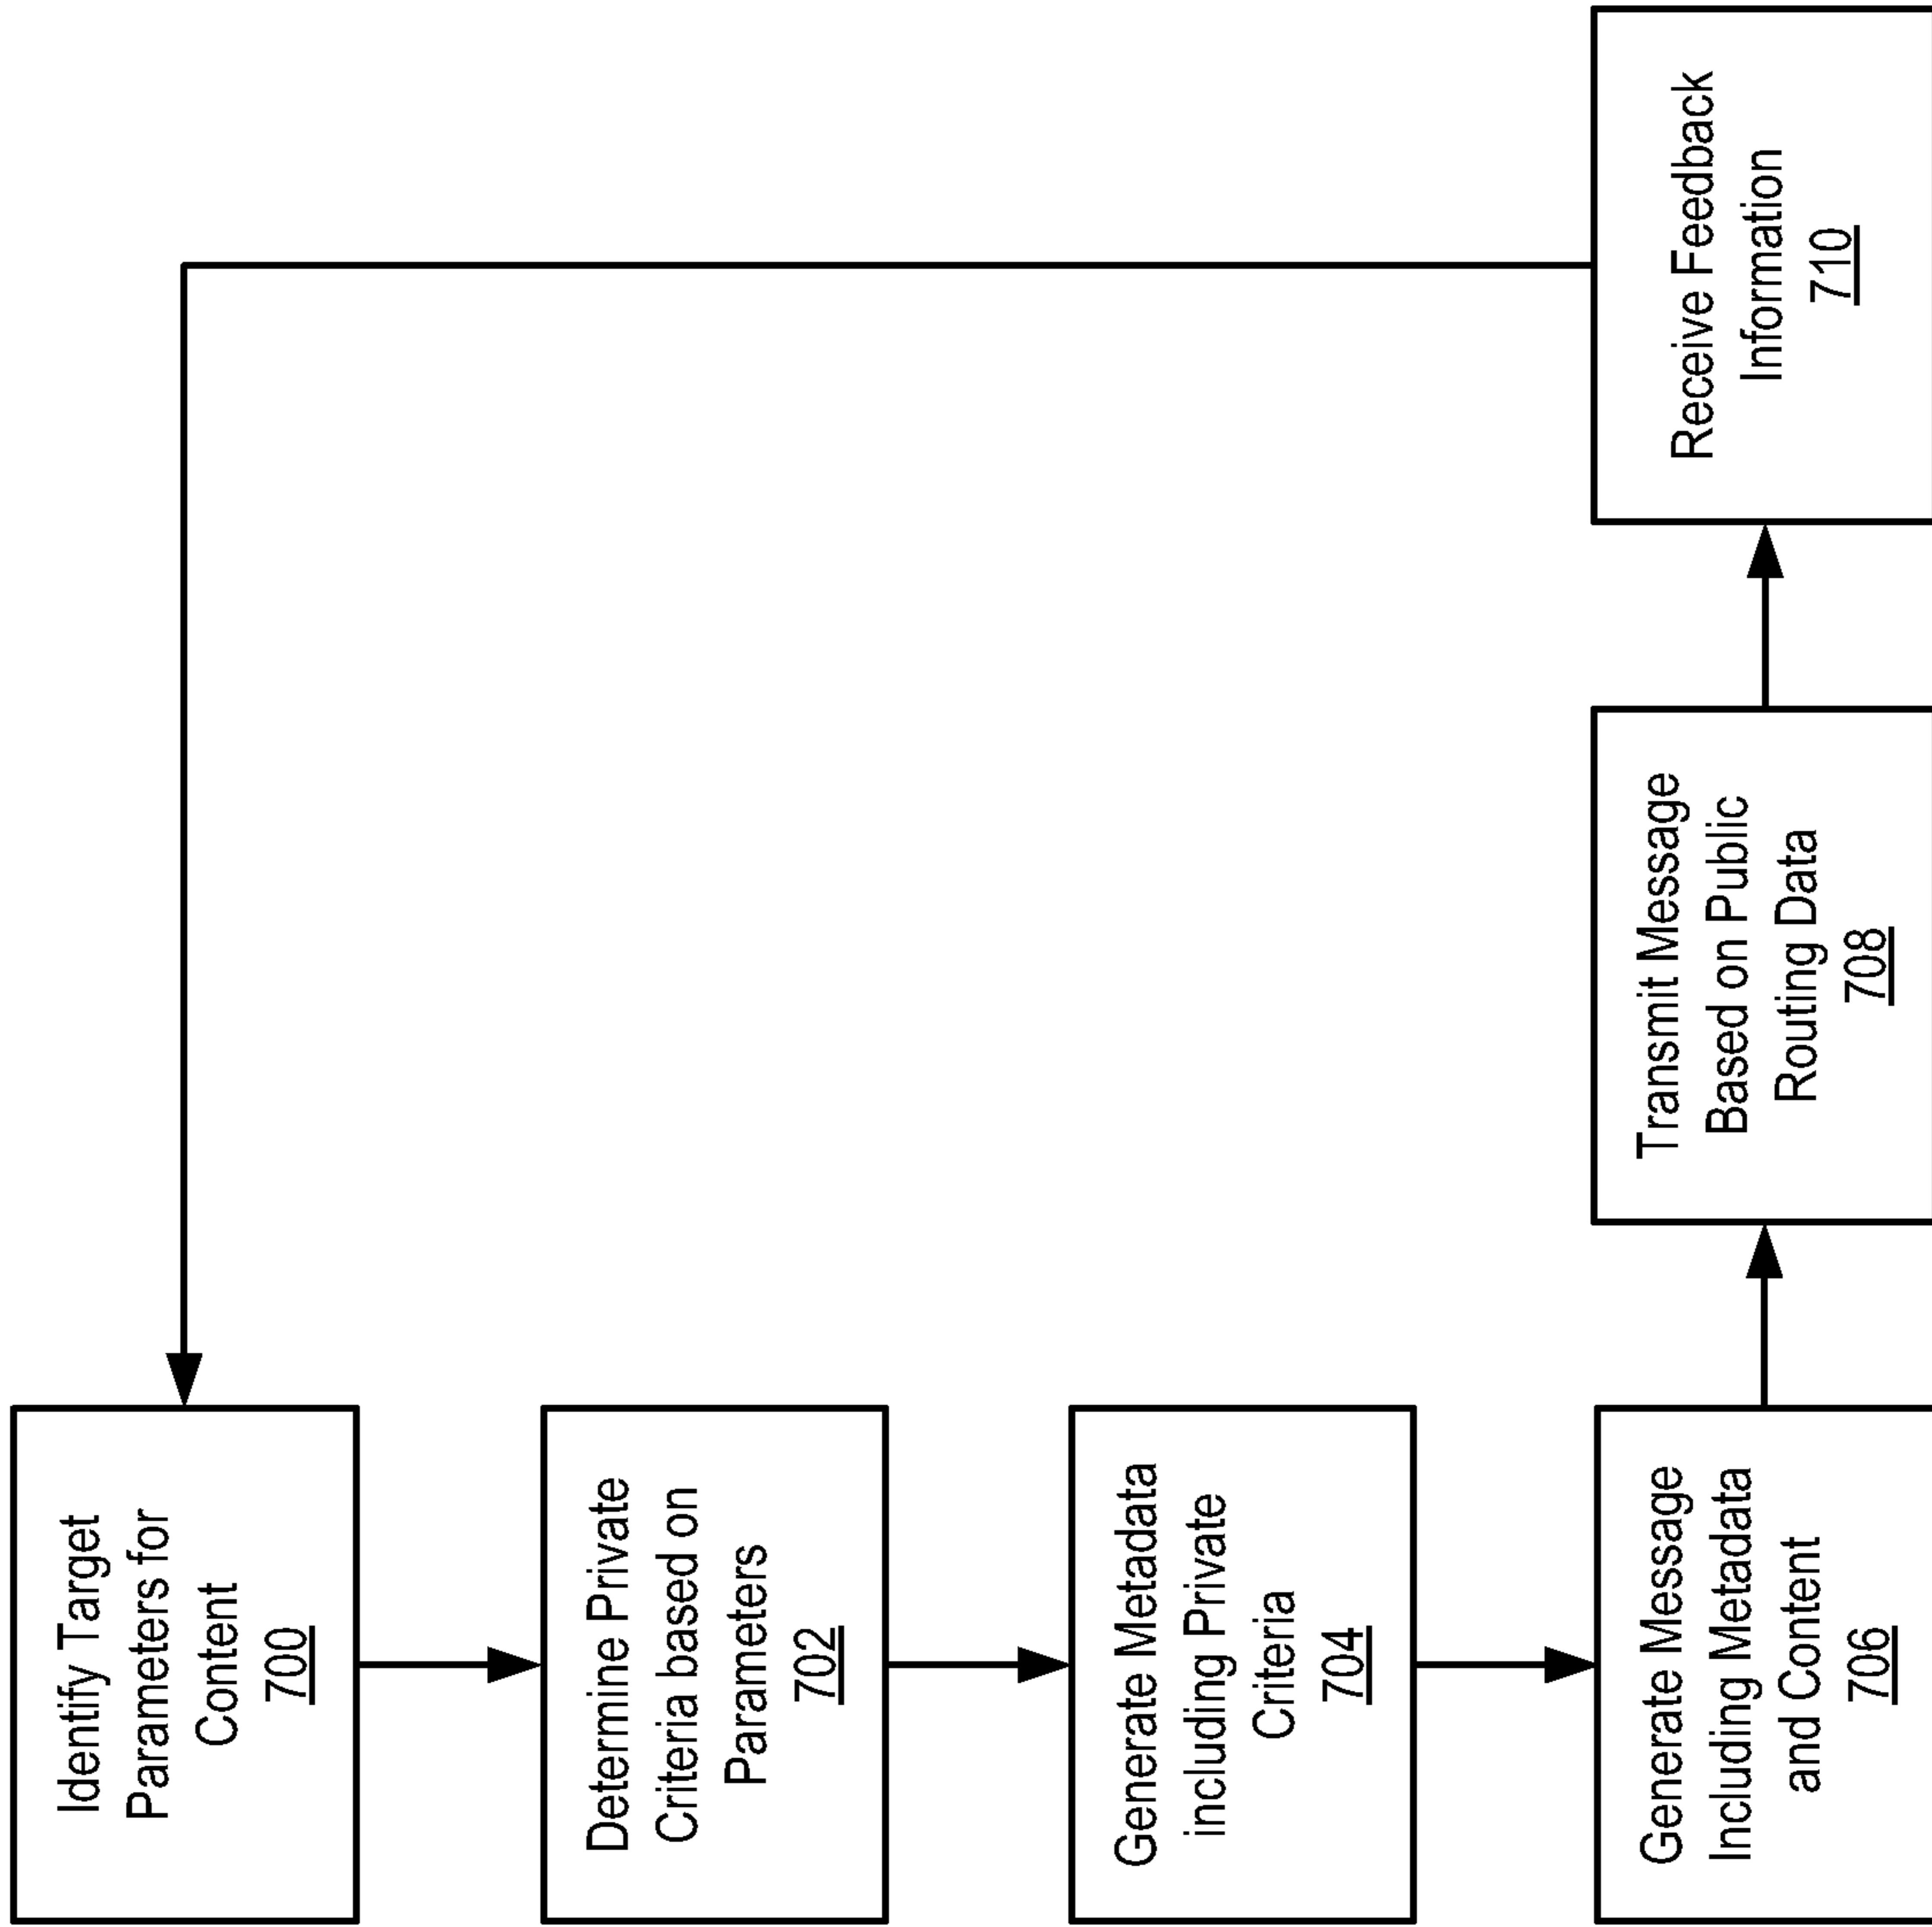 Identify Target
Parameters for
Content
700
Determine Private
Criteria based on
Parameters
702
Generate Metadata
including Private
Criteria
704
Generate Message
Including Metadata
and Content
706
Transmit Message
Based on Public
Routing Data
708
Receive Feedback
Information
710